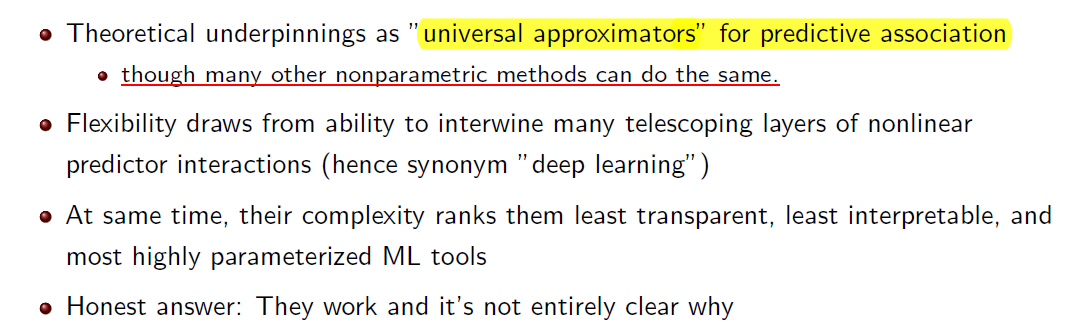 Theoretical underpinnings as "universal approximators" for predictive association
though many other nonparametric methods can do the same.
Flexibility draws from ability to interwine many telescoping layers of nonlinear
predictor interactions (hence synonym "deep learning")
At same time, their complexity ranks them least transparent, least interpretable, and
most highly parameterized ML tools
Honest answer: They work and it's not entirely clear why